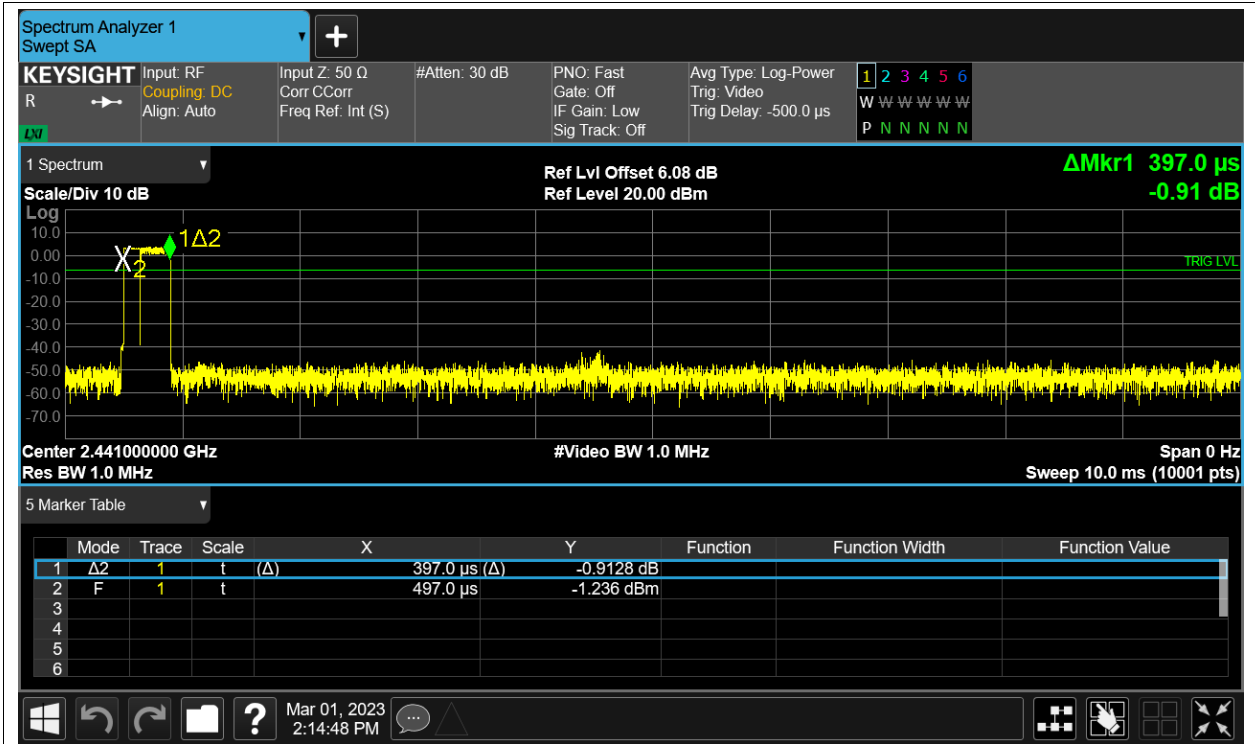 Spectrum Analyzer 1
Swept SA
KEYSIGHT
R
LXI
Input: RF
Coupling: DC
Align: Auto
Input Z: 50 Ω
Corr CCorr
Freq Ref: Int (S)
#Atten: 30 dB
PNO: Fast
Gate: Off
IF Gain: Low
Sig Track: Off
Avg Type: Log-Power
Trig: Video
Trig Delay: -500.0 µs
1 2 3 4 5 6
W W W W W W
P N N N N N
1 Spectrum
Scale/Div 10 dB
Ref Lvl Offset 6.08 dB
Ref Level 20.00 dBm
ΔMkr1 397.0 µs
-0.91 dB
Log
10.0
0.00
-10.0
-20.0
-30.0
-40.0
-50.0
-60.0
-70.0
1Δ2
X2
TRIG LVL
Center 2.441000000 GHz
#Video BW 1.0 MHz
Span 0 Hz
Res BW 1.0 MHz
Sweep 10.0 ms (10001 pts)
5 Marker Table
Mode Trace Scale X Y Function Function Width Function Value
1 Δ2 1 t (Δ) 397.0 µs (Δ) -0.9128 dB
2 F 1 t 497.0 µs -1.236 dBm
3
4
5
6
?
Mar 01, 2023
2:14:48 PM